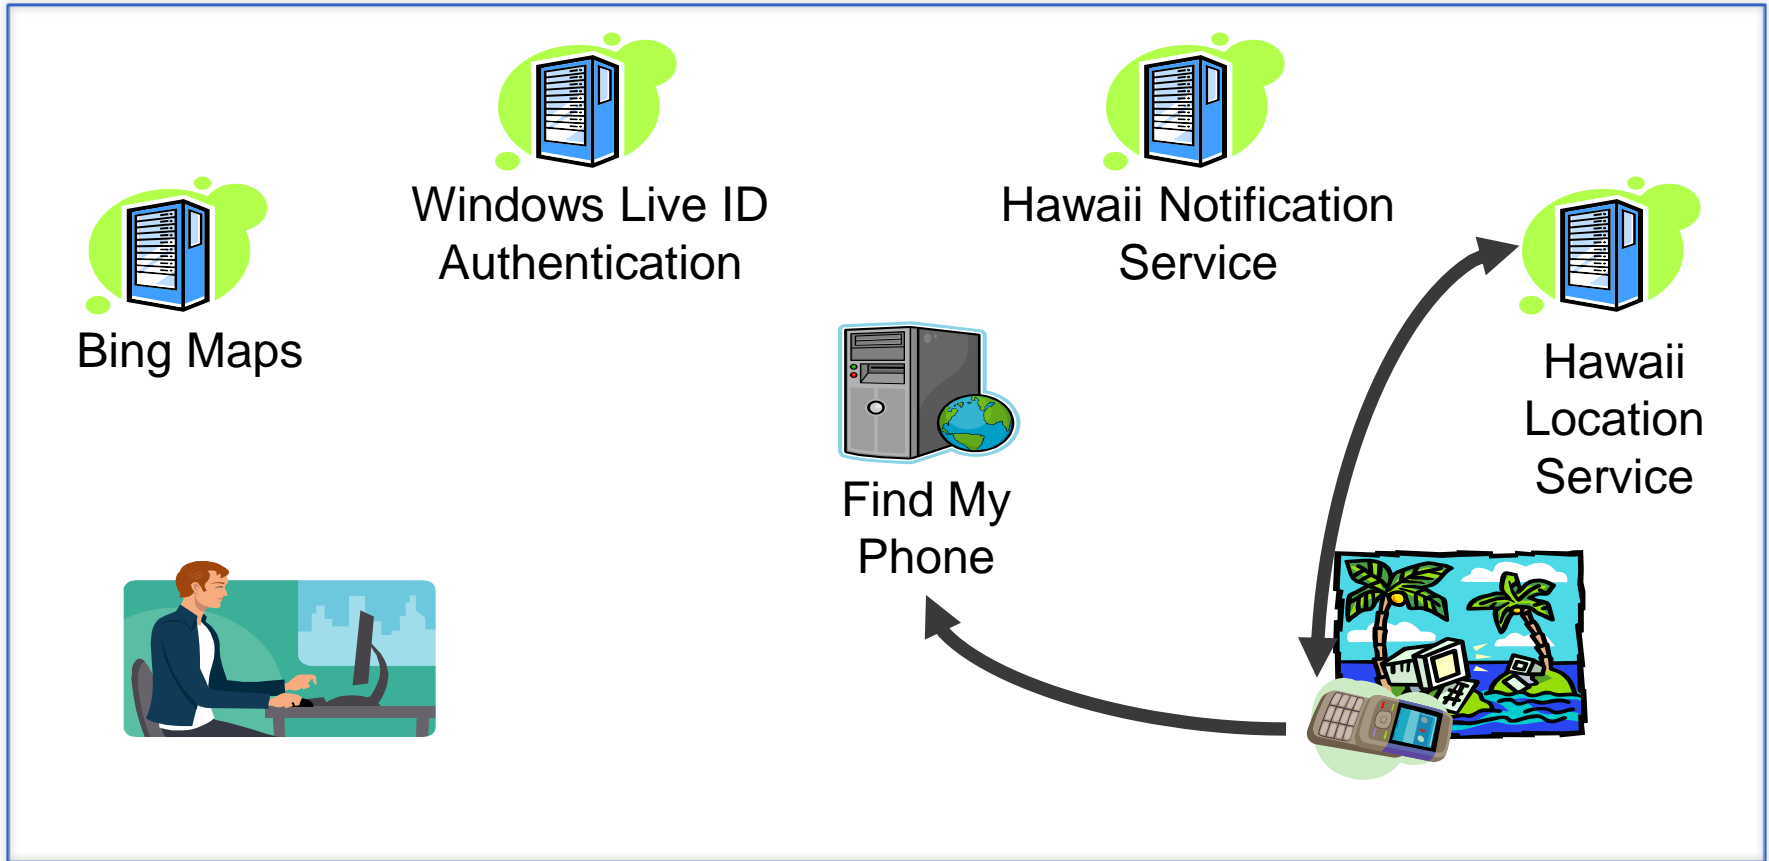 Windows Live ID
Authentication
Hawaii Notification
Service
Bing Maps
Hawaii
Location
Service
Find My
Phone